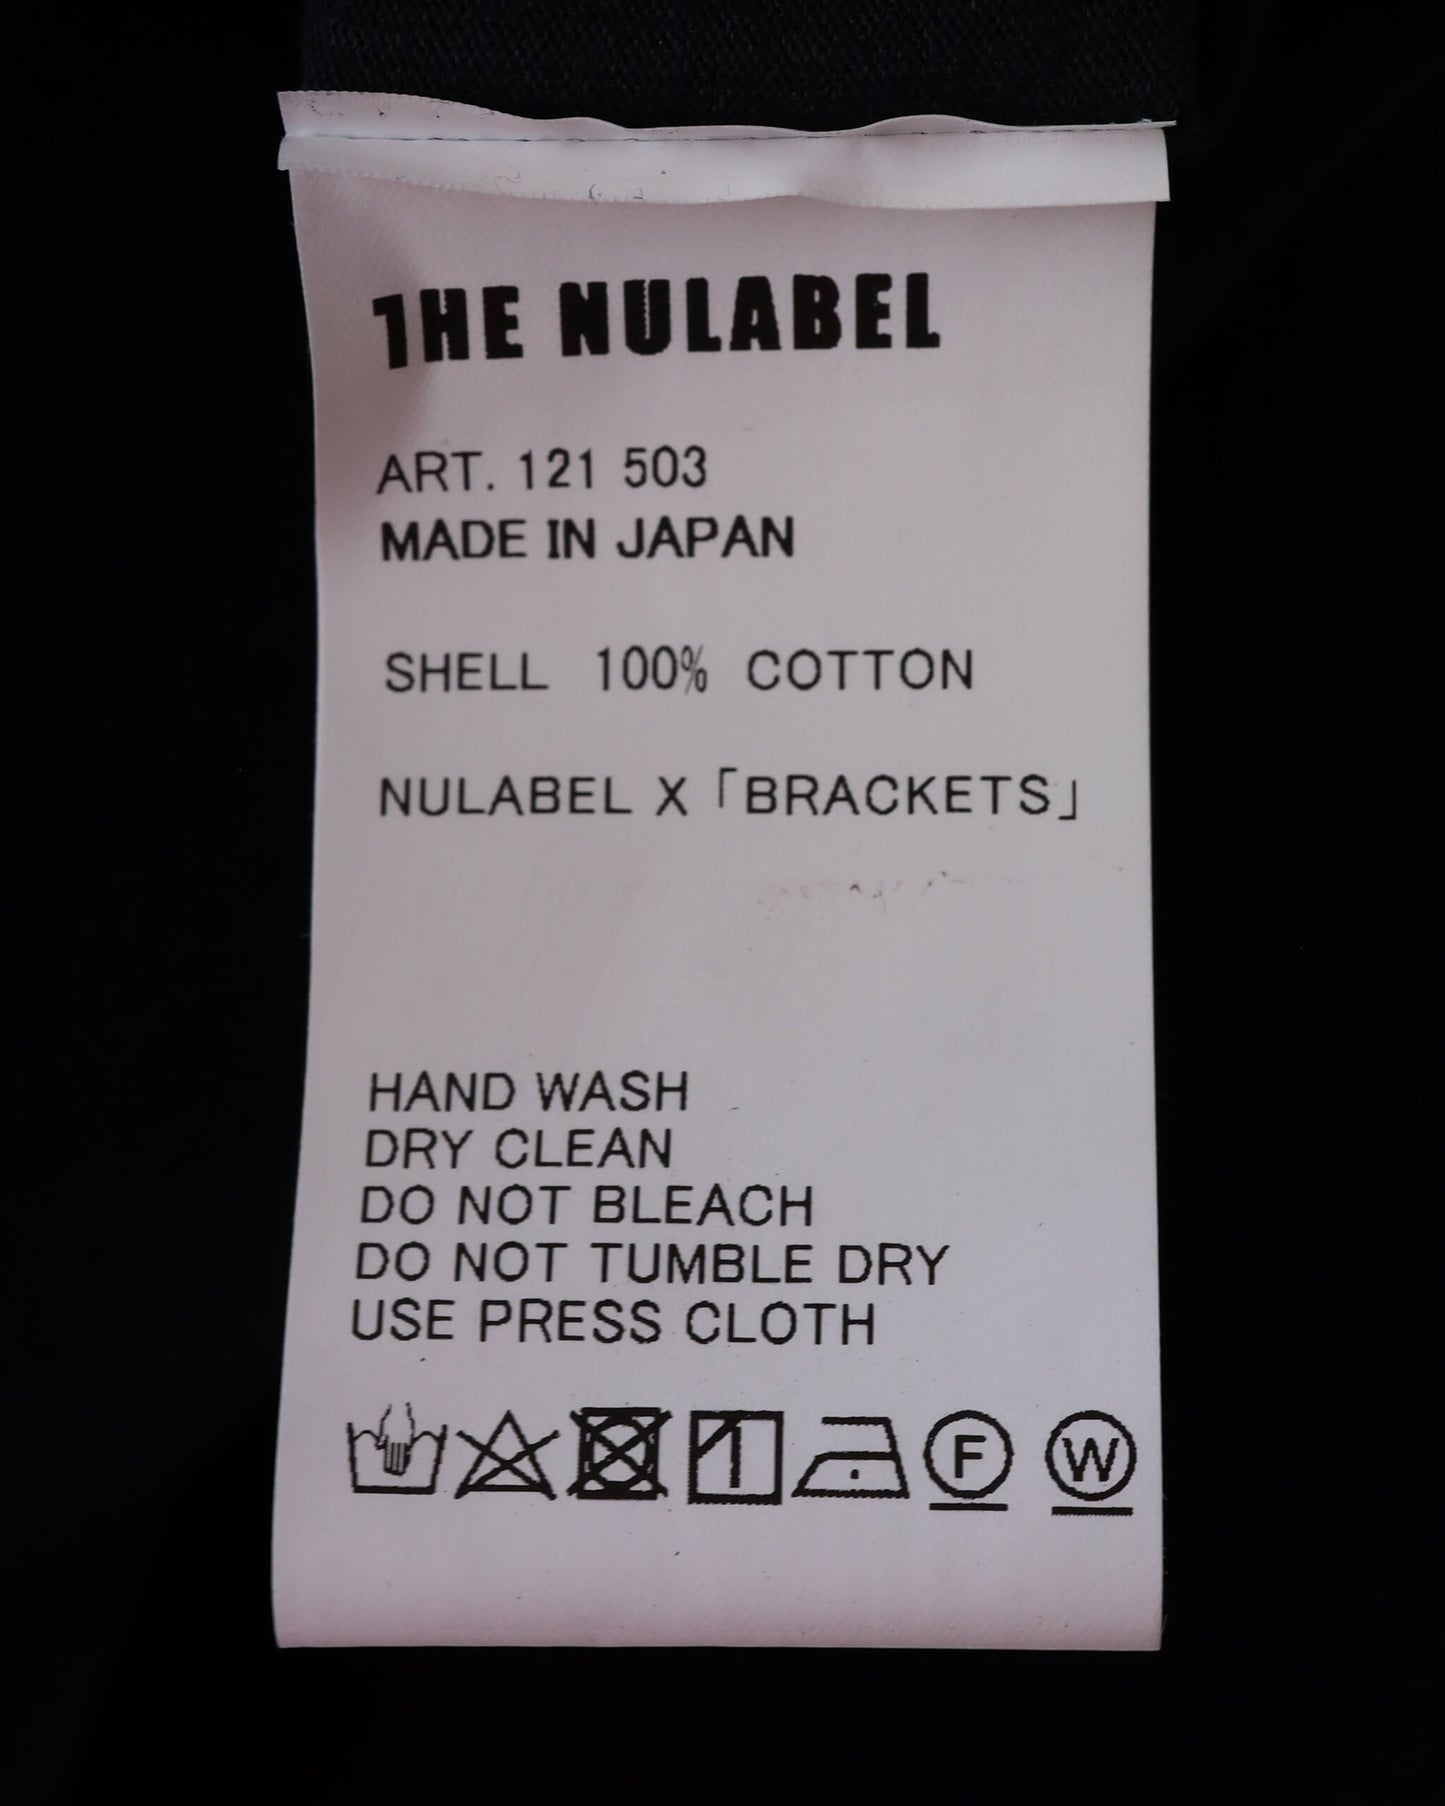 THE NULABEL
ART. 121 503
MADE IN JAPAN
SHELL 100% COTTON
NULABEL X「BRACKETS」
HAND WASH
DRY CLEAN
DO NOT BLEACH
DO NOT TUMBLE DRY
USE PRESS CLOTH
F W